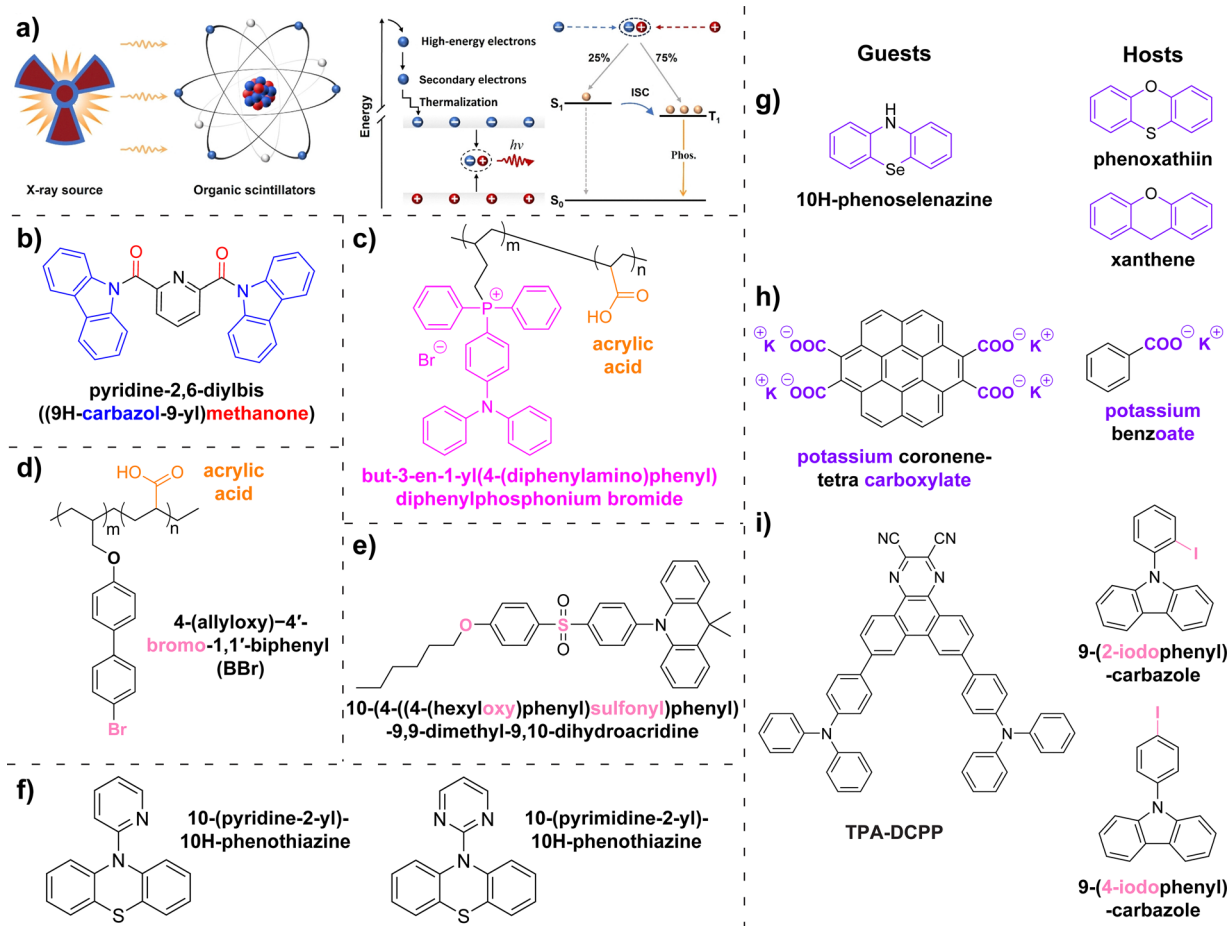 a)
X-ray source
Organic scintillators
Energy
High-energy electrons
Secondary electrons
Thermalization
hν
25%
75%
ISC
S1
T1
Phos.
S0
b)
O
O
N
N
N
pyridine-2,6-diylbis
((9H-carbazol-9-yl)methanone)
c)
m
n
P
Br
HO
O
acrylic
acid
N
but-3-en-1-yl(4-(diphenylamino)phenyl)
diphenylphosphonium bromide
d)
HO
O
acrylic
acid
m
n
O
Br
4-(allyloxy)−4′-
bromo-1,1′-biphenyl
(BBr)
e)
O
O
S
O
N
10-(4-((4-(hexyloxy)phenyl)sulfonyl)phenyl)
-9,9-dimethyl-9,10-dihydroacridine
f)
N
N
S
10-(pyridine-2-yl)-
10H-phenothiazine
N
N
N
S
10-(pyrimidine-2-yl)-
10H-phenothiazine
Guests
Hosts
g)
H
N
Se
10H-phenoselenazine
O
S
phenoxathiin
O
xanthene
h)
K OOC
COO K
K OOC
COO K
potassium coronene-
tetra carboxylate
COO K
potassium
benzoate
i)
CN
CN
N
N
N
N
TPA-DCPP
I
N
9-(2-iodophenyl)
-carbazole
I
N
9-(4-iodophenyl)
-carbazole